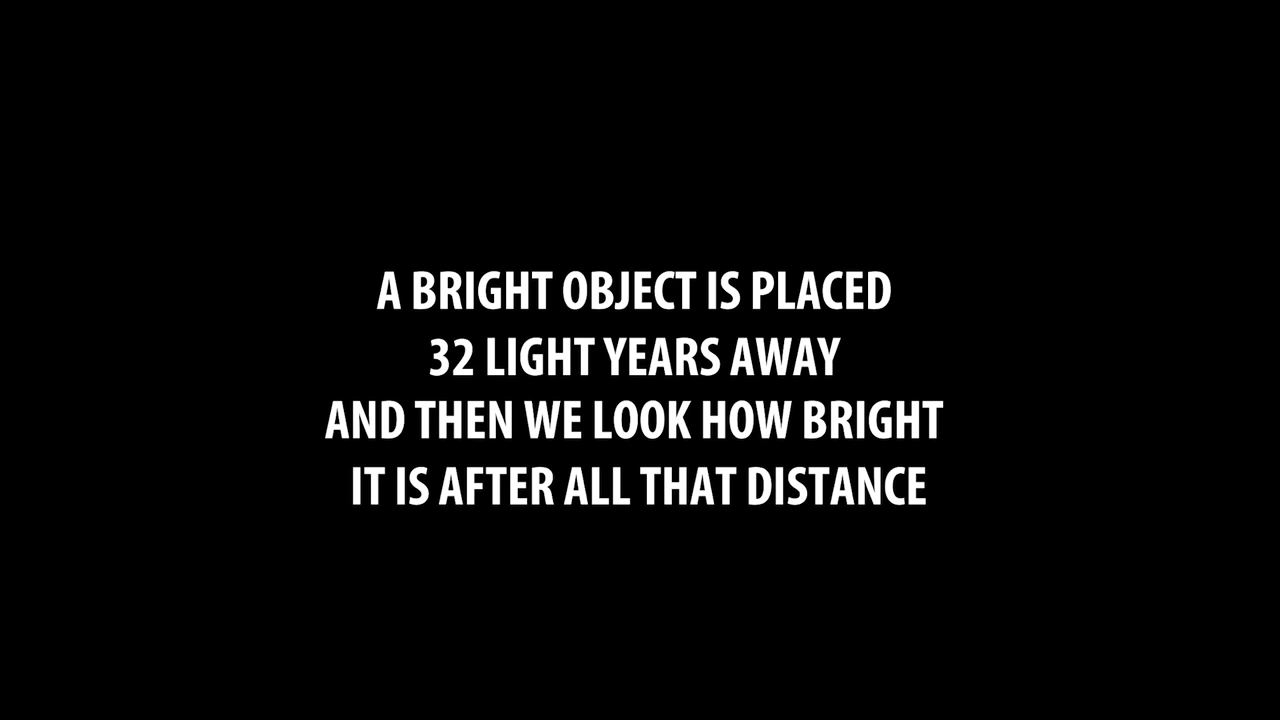 A BRIGHT OBJECT IS PLACED
32 LIGHT YEARS AWAY
AND THEN WE LOOK HOW BRIGHT
IT IS AFTER ALL THAT DISTANCE